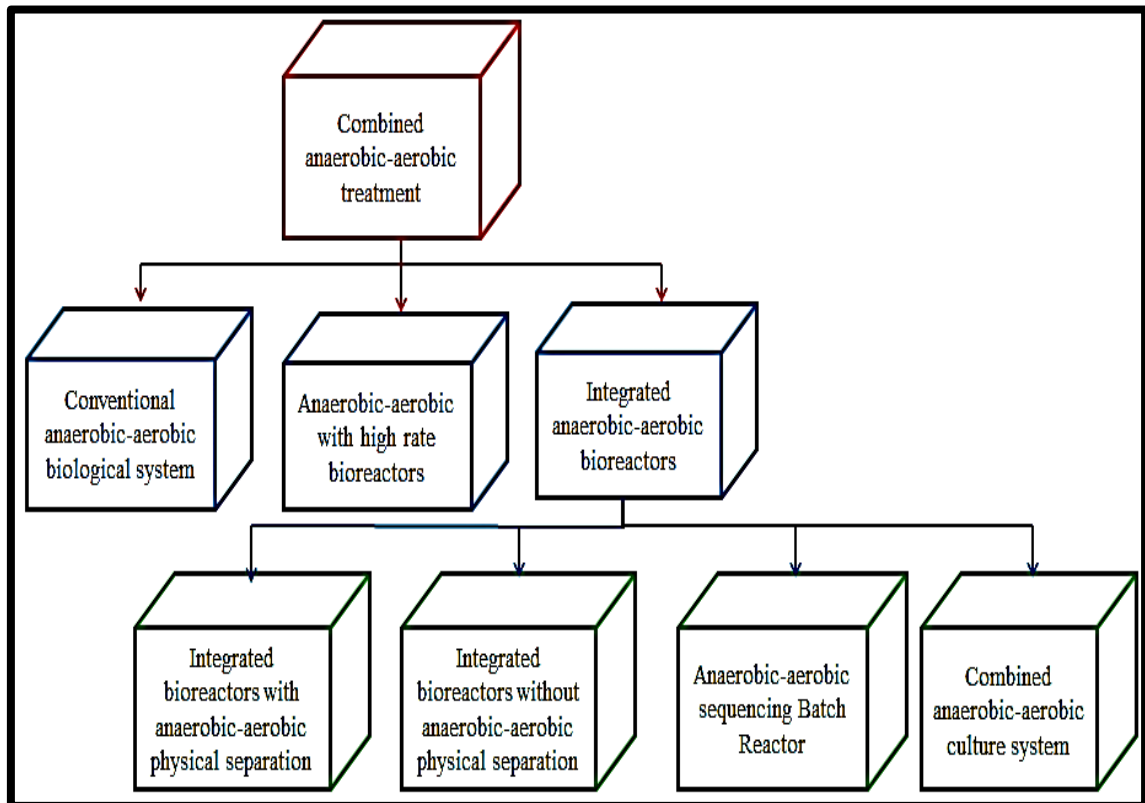 Combined
anaerobic-aerobic
treatment
Conventional
anaerobic-aerobic
biological system
Anaerobic-aerobic
with high rate
bioreactors
Integrated
anaerobic-aerobic
bioreactors
Integrated
bioreactors with
anaerobic-aerobic
physical separation
Integrated
bioreactors without
anaerobic-aerobic
physical separation
Anaerobic-aerobic
sequencing Batch
Reactor
Combined
anaerobic-aerobic
culture system